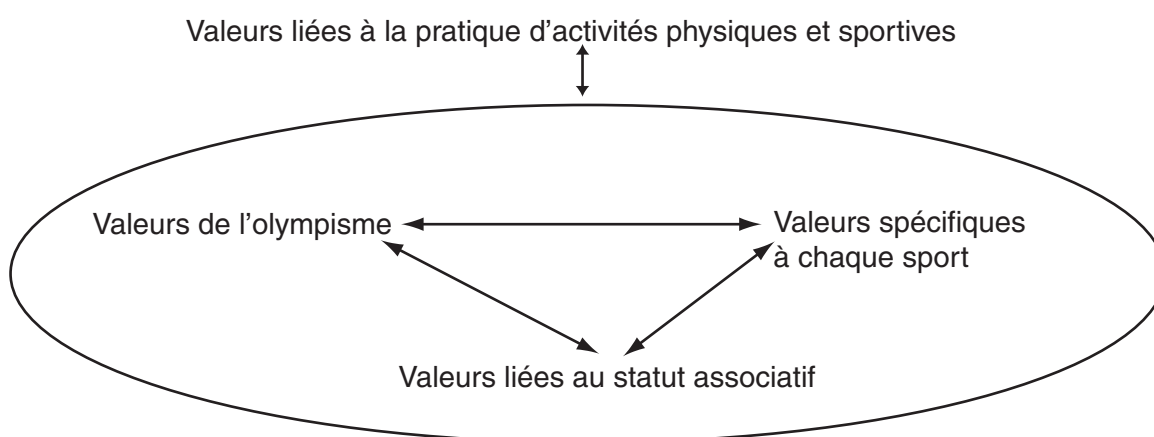 Valeurs liées à la pratique d’activités physiques et sportives
Valeurs de l’olympisme
Valeurs spécifiques
à chaque sport
Valeurs liées au statut associatif